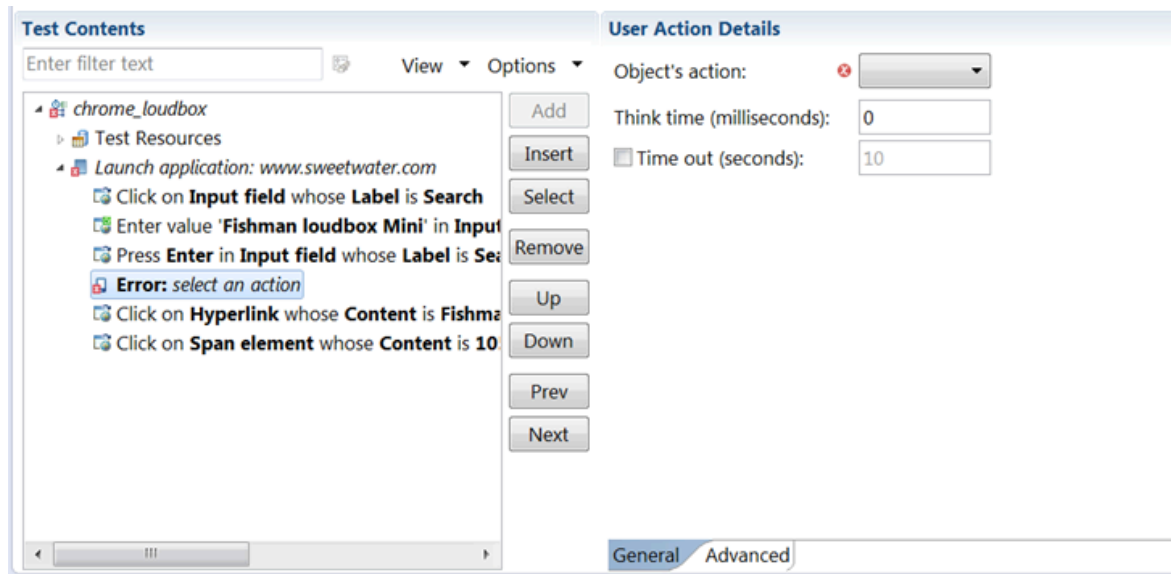 Test Contents
Enter filter text
View
Options
chrome_loudbox
Test Resources
Launch application: www.sweetwater.com
Click on Input field whose Label is Search
Enter value 'Fishman loudbox Mini' in Input
Press Enter in Input field whose Label is Sea
Error: select an action
Click on Hyperlink whose Content is Fishma
Click on Span element whose Content is 10
Add
Insert
Select
Remove
Up
Down
Prev
Next
User Action Details
Object's action:
Think time (milliseconds): 0
Time out (seconds): 10
General Advanced